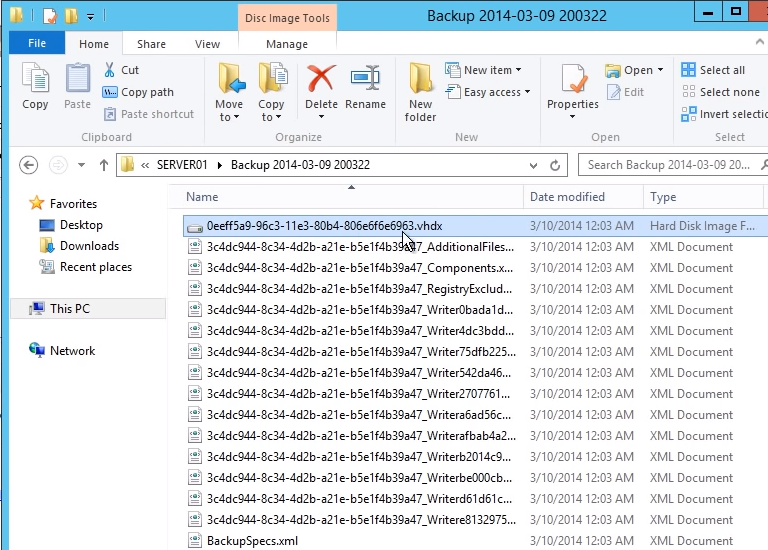 Disc Image Tools
Backup 2014-03-09 200322
File Home Share View Manage
Copy
Paste
Cut
Copy path
Paste shortcut
Clipboard
Move to
Copy to
Delete
Rename
Organize
New folder
New item
Easy access
New
Properties
Open
Edit
Open
Select all
Select none
Invert selectio
Select
« SERVER01 Backup 2014-03-09 200322
Search Backup 2014-03-09 20...
Favorites
Desktop
Downloads
Recent places
This PC
Network
Name Date modified Type
0eeff5a9-96c3-11e3-80b4-806e6f6e6963.vhdx 3/10/2014 12:03 AM Hard Disk Image F...
3c4dc944-8c34-4d2b-a21e-b5e1f4b39a47_AdditionalFiles... 3/10/2014 12:03 AM XML Document
3c4dc944-8c34-4d2b-a21e-b5e1f4b39a47_Components.x... 3/10/2014 12:03 AM XML Document
3c4dc944-8c34-4d2b-a21e-b5e1f4b39a47_RegistryExclud... 3/10/2014 12:03 AM XML Document
3c4dc944-8c34-4d2b-a21e-b5e1f4b39a47_Writer0bada1d... 3/10/2014 12:03 AM XML Document
3c4dc944-8c34-4d2b-a21e-b5e1f4b39a47_Writer4dc3bdd... 3/10/2014 12:03 AM XML Document
3c4dc944-8c34-4d2b-a21e-b5e1f4b39a47_Writer75dfb225... 3/10/2014 12:03 AM XML Document
3c4dc944-8c34-4d2b-a21e-b5e1f4b39a47_Writer542da46... 3/10/2014 12:03 AM XML Document
3c4dc944-8c34-4d2b-a21e-b5e1f4b39a47_Writer2707761... 3/10/2014 12:03 AM XML Document
3c4dc944-8c34-4d2b-a21e-b5e1f4b39a47_Writera6ad56c... 3/10/2014 12:03 AM XML Document
3c4dc944-8c34-4d2b-a21e-b5e1f4b39a47_Writerafbab4a2... 3/10/2014 12:03 AM XML Document
3c4dc944-8c34-4d2b-a21e-b5e1f4b39a47_Writerb2014c9... 3/10/2014 12:03 AM XML Document
3c4dc944-8c34-4d2b-a21e-b5e1f4b39a47_Writerbe000cb... 3/10/2014 12:03 AM XML Document
3c4dc944-8c34-4d2b-a21e-b5e1f4b39a47_Writerd61d61c... 3/10/2014 12:03 AM XML Document
3c4dc944-8c34-4d2b-a21e-b5e1f4b39a47_Writere8132975... 3/10/2014 12:03 AM XML Document
BackupSpecs.xml 3/10/2014 12:03 AM XML Document